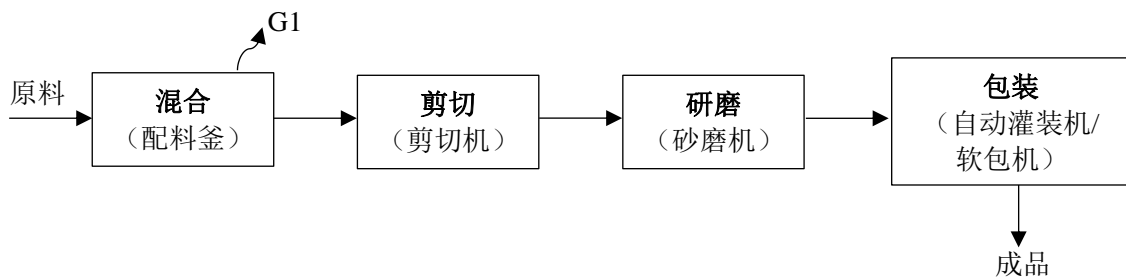 G1
原料
混合
（配料釜）
剪切
（剪切机）
研磨
（砂磨机）
包装
（自动灌装机/
软包机）
成品